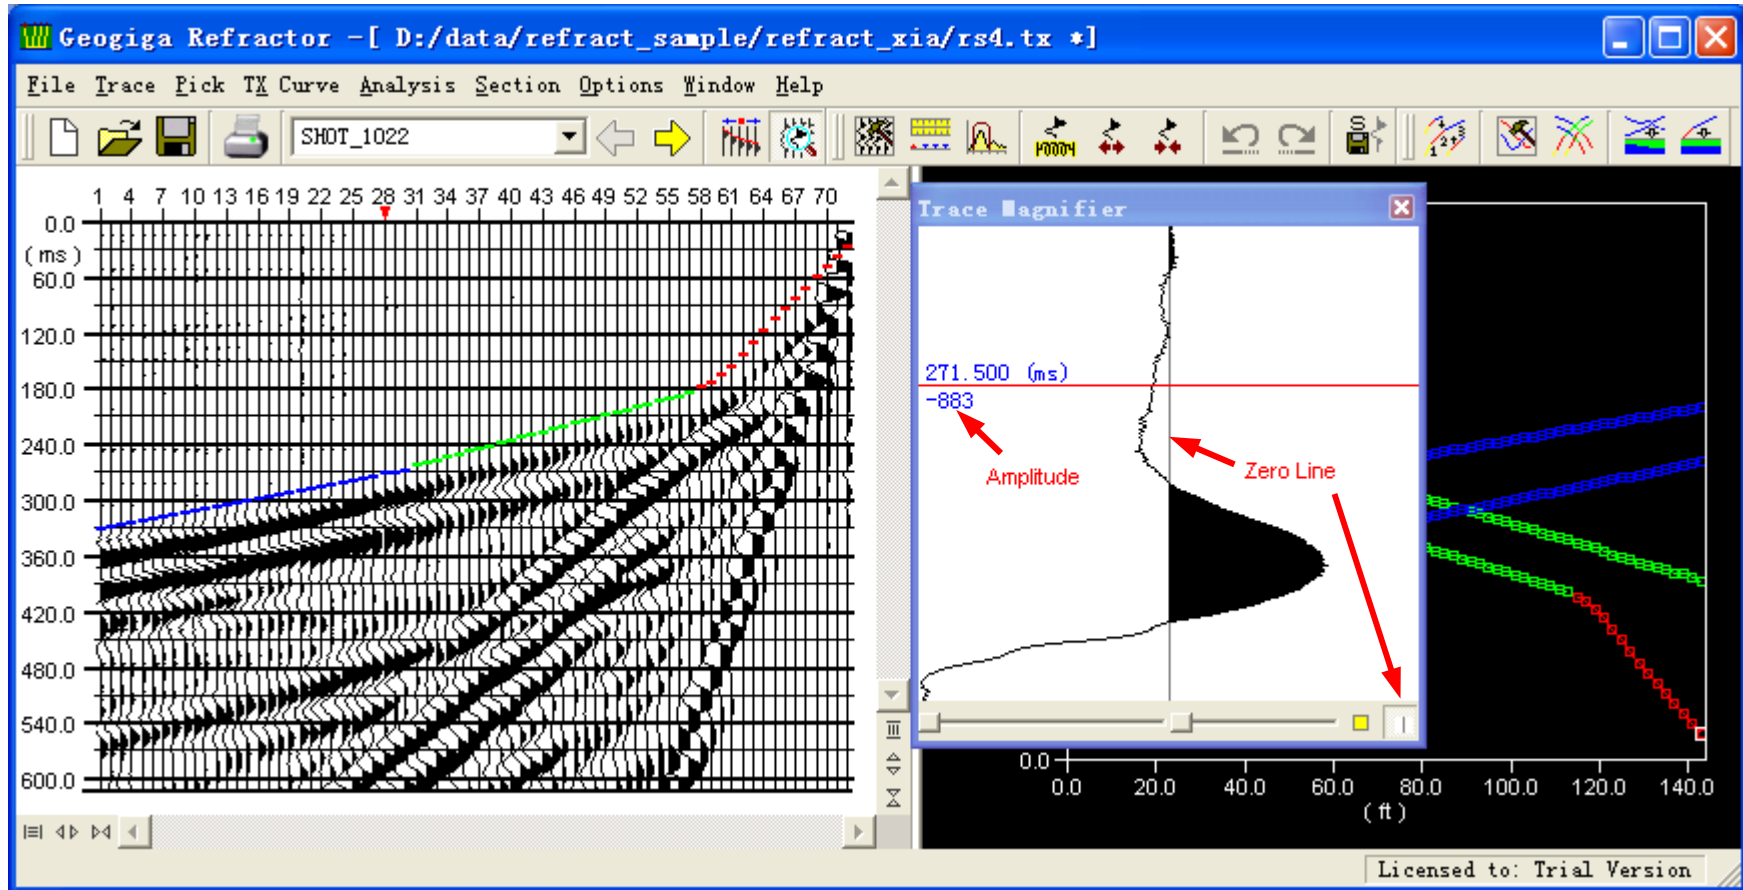 Geogiga Refractor -[ D:/data/refract_sample/refract_xia/rs4.tx *]
File Trace Pick TX Curve Analysis Section Options Window Help
SHOT_1022
S
1 2 3 4
1 4 7 10 13 16 19 22 25 28 31 34 37 40 43 46 49 52 55 58 61 64 67 70
0.0
(ms)
60.0
120.0
180.0
240.0
300.0
360.0
420.0
480.0
540.0
600.0
Trace Magnifier
271.500 (ms)
-883
Amplitude
Zero Line
0.0
0.0 20.0 40.0 60.0 80.0 100.0 120.0 140.0
(ft)
Licensed to: Trial Version